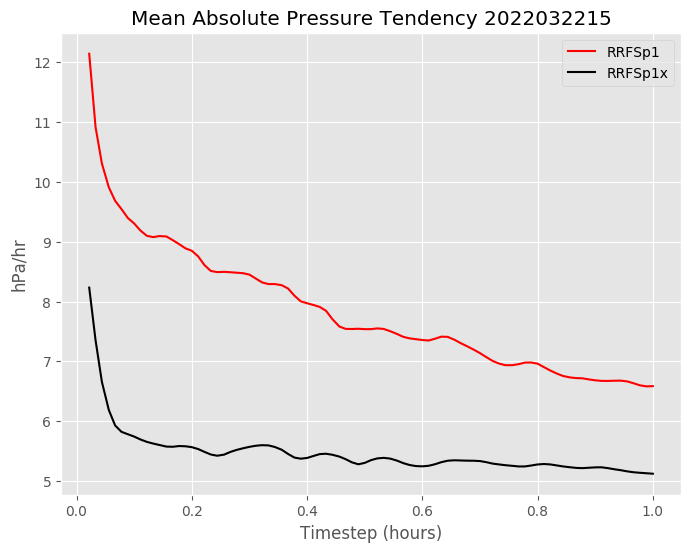 Mean Absolute Pressure Tendency 2022032215
RRFSp1
RRFSp1x
hPa/hr
12
11
10
9
8
7
6
5
0.0 0.2 0.4 0.6 0.8 1.0
Timestep (hours)